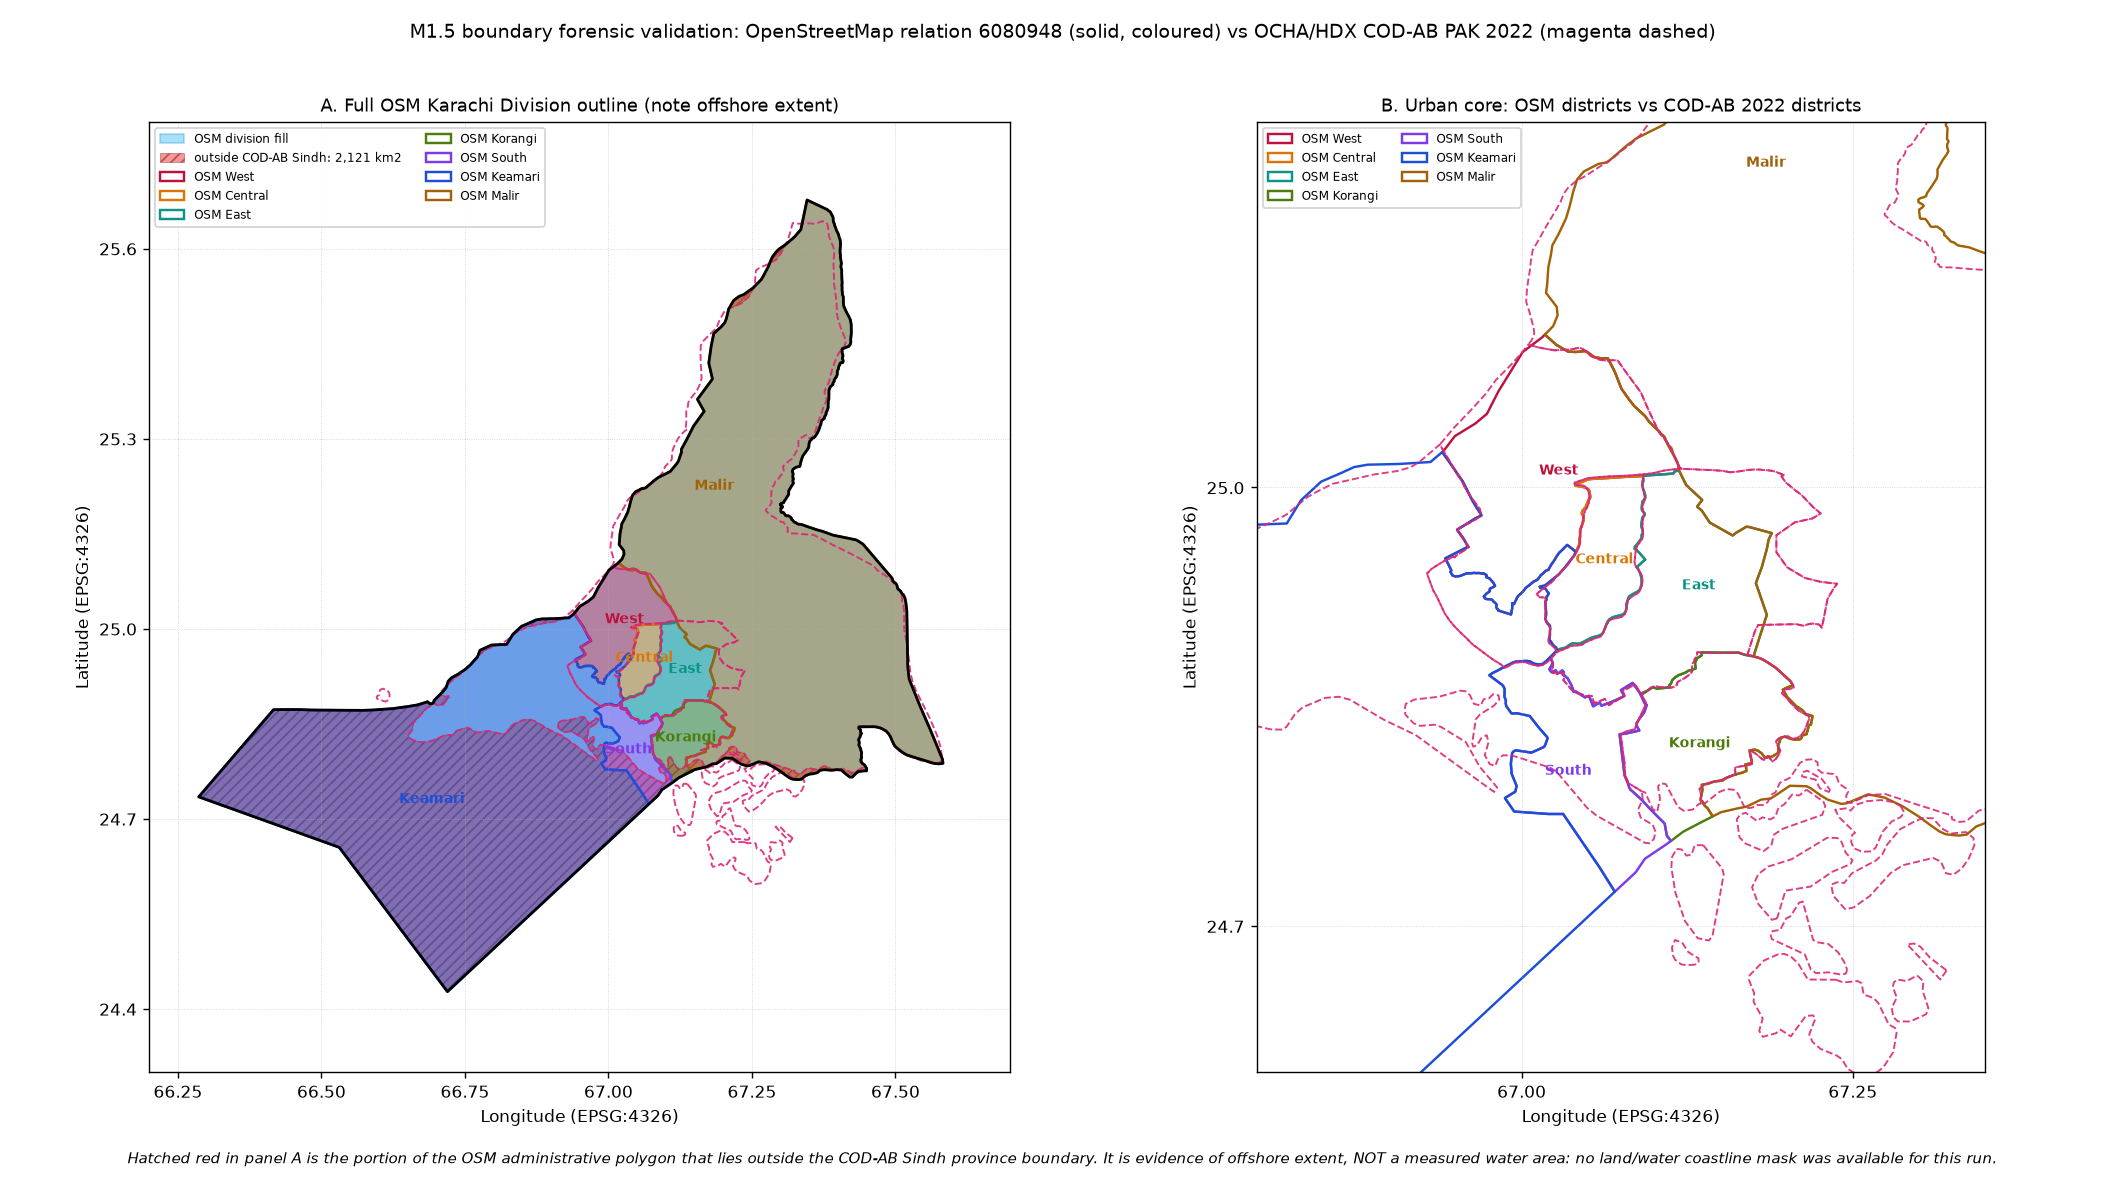 M1.5 boundary forensic validation: OpenStreetMap relation 6080948 (solid, coloured) vs OCHA/HDX COD-AB PAK 2022 (magenta dashed)
A. Full OSM Karachi Division outline (note offshore extent)
OSM division fill
outside COD-AB Sindh: 2,121 km2
OSM West
OSM Central
OSM East
OSM Korangi
OSM South
OSM Keamari
OSM Malir
Malir
West
Central
East
Korangi
South
Keamari
25.6
25.3
25.0
24.7
24.4
Latitude (EPSG:4326)
66.25 66.50 66.75 67.00 67.25 67.50
Longitude (EPSG:4326)
B. Urban core: OSM districts vs COD-AB 2022 districts
OSM West
OSM Central
OSM East
OSM Korangi
OSM South
OSM Keamari
OSM Malir
Malir
West
Central
East
Korangi
South
25.0
24.7
Latitude (EPSG:4326)
67.00 67.25
Longitude (EPSG:4326)
Hatched red in panel A is the portion of the OSM administrative polygon that lies outside the COD-AB Sindh province boundary. It is evidence of offshore extent, NOT a measured water area: no land/water coastline mask was available for this run.